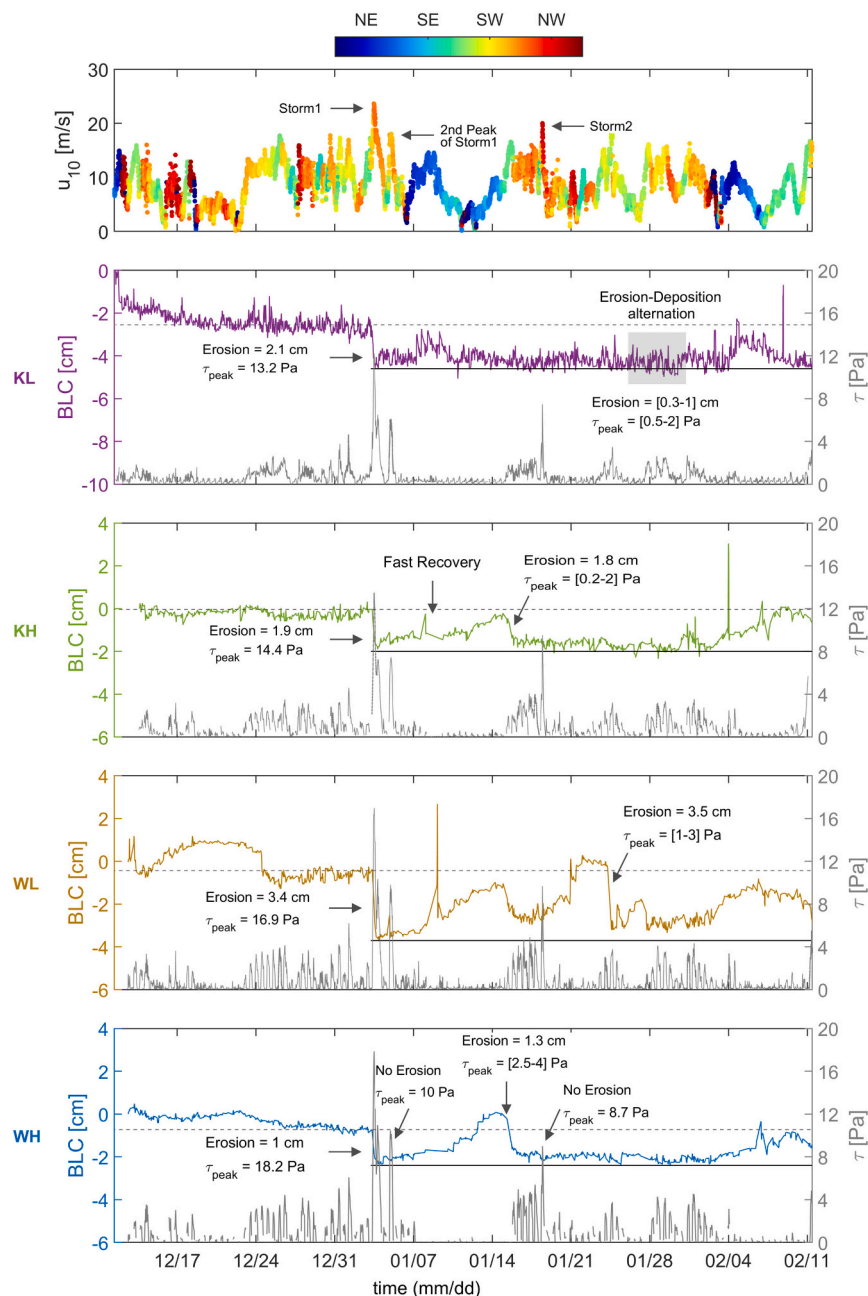 NE SE SW NW
30
20
10
0
u10 [m/s]
Storm1
2nd Peak
of Storm1
Storm2
KL
BLC [cm]
0
-2
-4
-6
-8
-10
Erosion = 2.1 cm
τpeak = 13.2 Pa
Erosion-Deposition
alternation
Erosion = [0.3-1] cm
τpeak = [0.5-2] Pa
20
16
12
8
4
0
τ [Pa]
KH
BLC [cm]
4
2
0
-2
-4
-6
Erosion = 1.9 cm
τpeak = 14.4 Pa
Fast Recovery
Erosion = 1.8 cm
τpeak = [0.2-2] Pa
20
16
12
8
4
0
τ [Pa]
WL
BLC [cm]
4
2
0
-2
-4
-6
Erosion = 3.4 cm
τpeak = 16.9 Pa
Erosion = 3.5 cm
τpeak = [1-3] Pa
20
16
12
8
4
0
τ [Pa]
WH
BLC [cm]
4
2
0
-2
-4
-6
Erosion = 1 cm
τpeak = 18.2 Pa
No Erosion
τpeak = 10 Pa
Erosion = 1.3 cm
τpeak = [2.5-4] Pa
No Erosion
τpeak = 8.7 Pa
20
16
12
8
4
0
τ [Pa]
12/17 12/24 12/31 01/07 01/14 01/21 01/28 02/04 02/11
time (mm/dd)